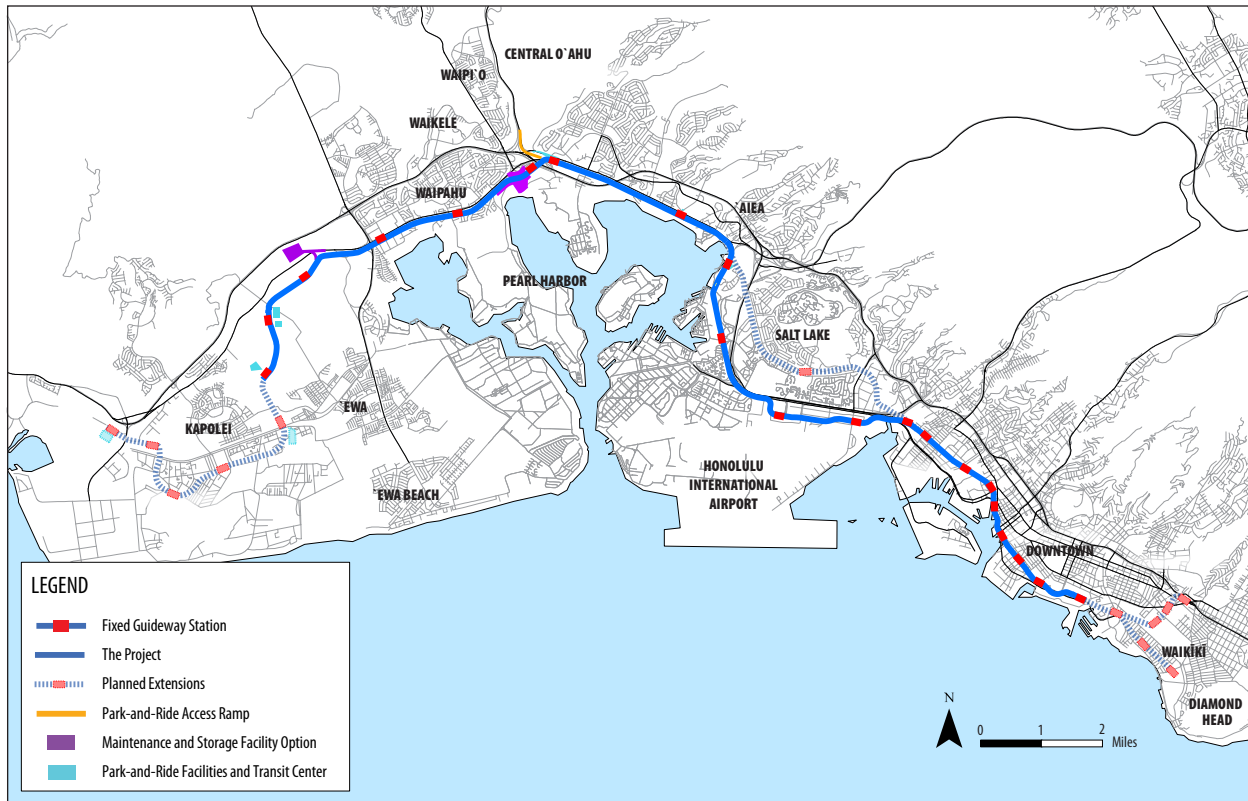 CENTRAL O`AHU
WAIPI`O
WAIKELE
WAIPAHU
`AIEA
PEARL HARBOR
SALT LAKE
`EWA
KAPOLEI
HONOLULU
INTERNATIONAL
AIRPORT
`EWA BEACH
DOWNTOWN
WAIKĪKĪ
DIAMOND
HEAD
LEGEND
Fixed Guideway Station
The Project
Planned Extensions
Park-and-Ride Access Ramp
Maintenance and Storage Facility Option
Park-and-Ride Facilities and Transit Center
N
0 1 2
Miles